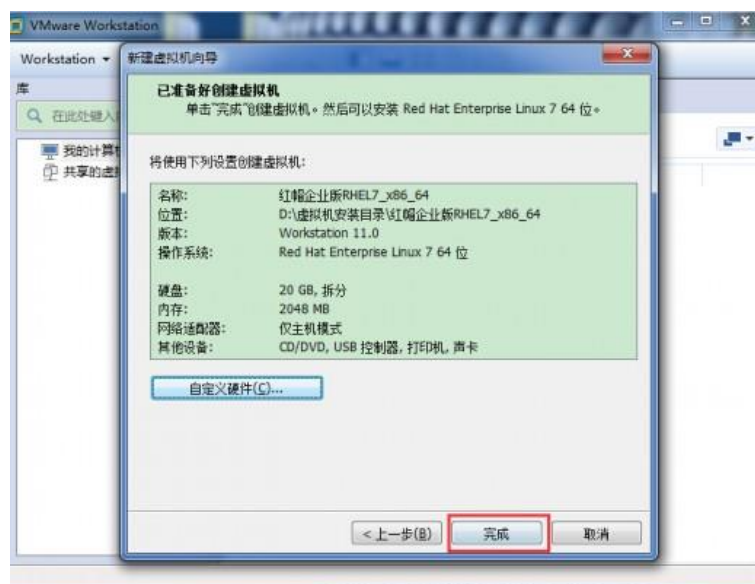 VMware Workstation
Workstation
新建虚拟机向导
库
在此处键入
我的计算机
共享的虚拟
已准备好创建虚拟机
单击"完成"创建虚拟机。然后可以安装 Red Hat Enterprise Linux 7 64 位。
将使用下列设置创建虚拟机:
名称: 红帽企业版RHEL7_x86_64
位置: D:\虚拟机安装目录\红帽企业版RHEL7_x86_64
版本: Workstation 11.0
操作系统: Red Hat Enterprise Linux 7 64 位
硬盘: 20 GB, 拆分
内存: 2048 MB
网络适配器: 仅主机模式
其他设备: CD/DVD, USB 控制器, 打印机, 声卡
自定义硬件(C)...
<上一步(B) 完成 取消